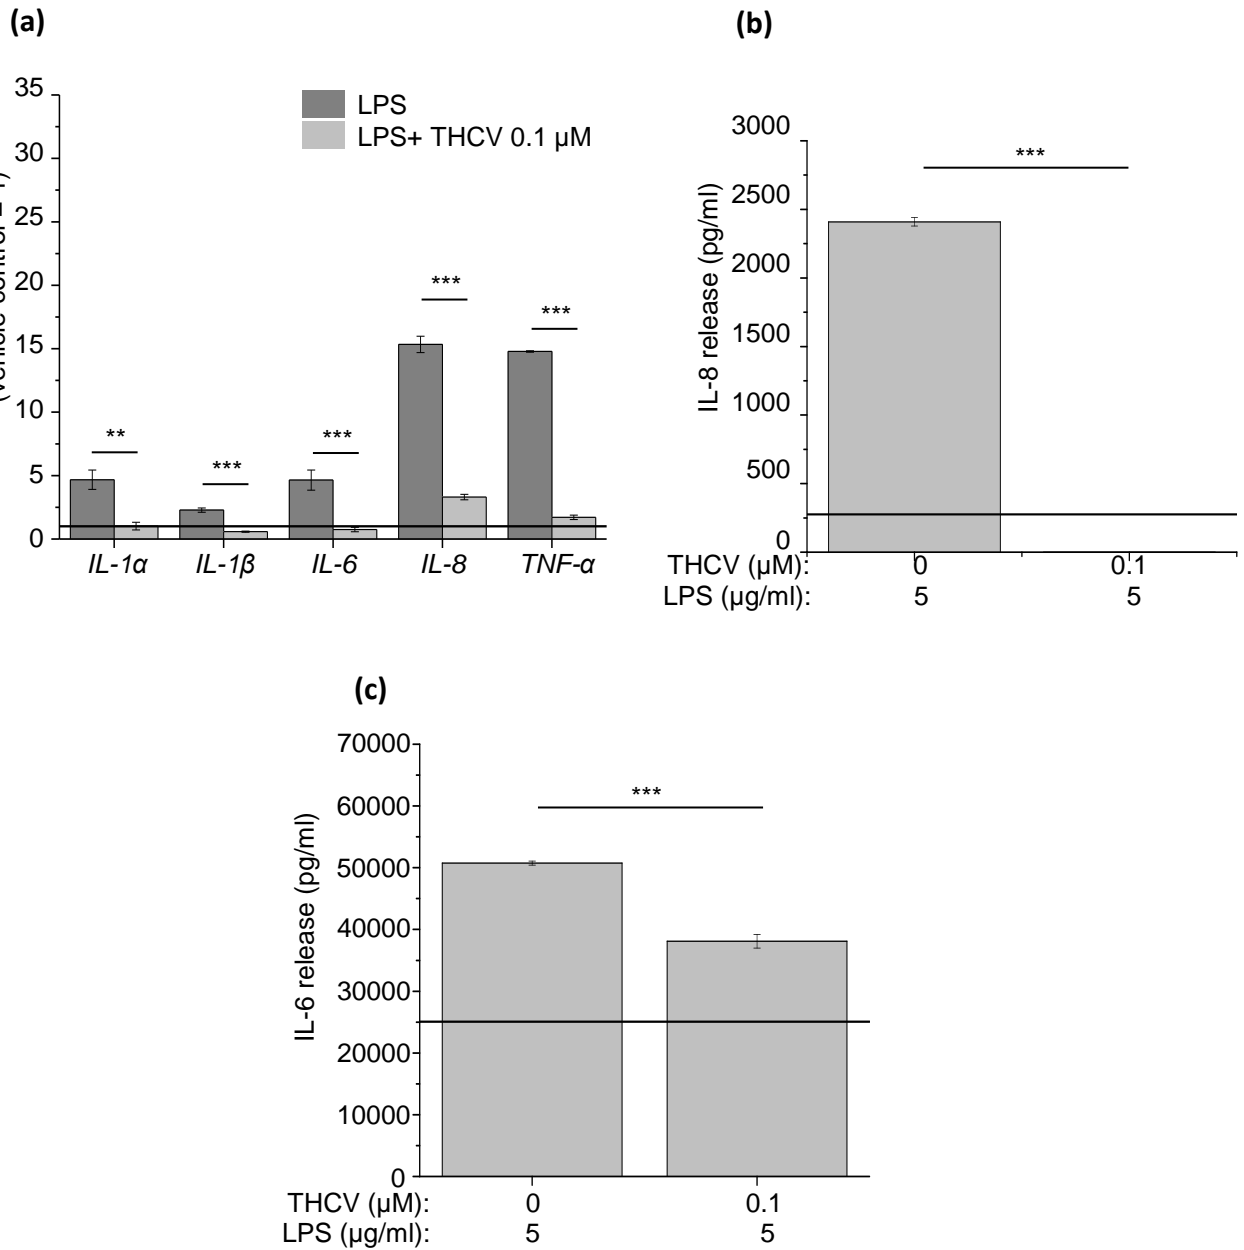 (a)
35
30
25
20
15
10
5
0
LPS
LPS+ THCV 0.1 µM
**
***
***
***
***
IL-1α IL-1β IL-6 IL-8 TNF-α
(b)
IL-8 release (pg/ml)
3000
2500
2000
1500
1000
500
0
***
THCV (µM): 0 0.1
LPS (µg/ml): 5 5
(c)
IL-6 release (pg/ml)
70000
60000
50000
40000
30000
20000
10000
0
***
THCV (µM): 0 0.1
LPS (µg/ml): 5 5